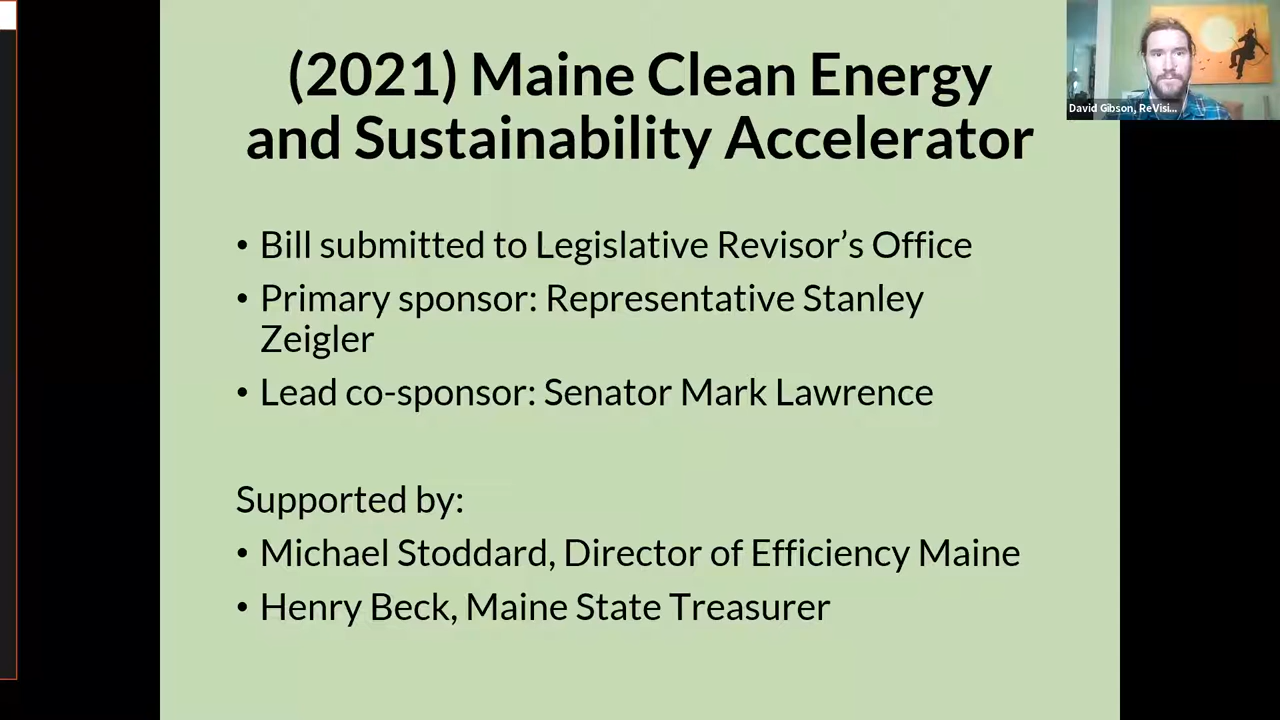 (2021) Maine Clean Energy
and Sustainability Accelerator
• Bill submitted to Legislative Revisor’s Office
• Primary sponsor: Representative Stanley
Zeigler
• Lead co-sponsor: Senator Mark Lawrence
Supported by:
• Michael Stoddard, Director of Efficiency Maine
• Henry Beck, Maine State Treasurer
David Gibson, ReVisi...